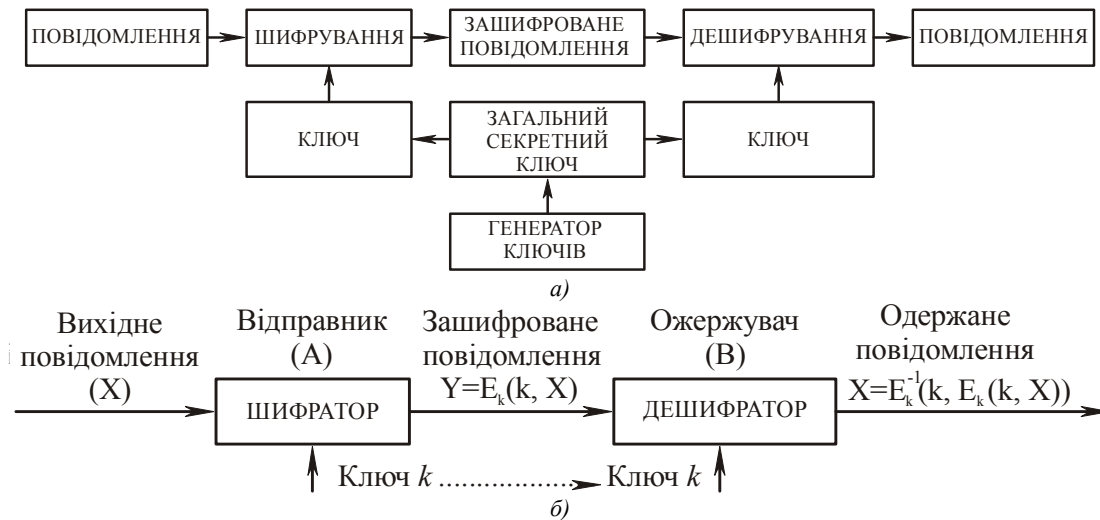 ПОВІДОМЛЕННЯ
ШИФРУВАННЯ
ЗАШИФРОВАНЕ
ПОВІДОМЛЕННЯ
ДЕШИФРУВАННЯ
ПОВІДОМЛЕННЯ
КЛЮЧ
ЗАГАЛЬНИЙ
СЕКРЕТНИЙ
КЛЮЧ
КЛЮЧ
ГЕНЕРАТОР
КЛЮЧІВ
а)
Вихідне
повідомлення
(X)
Відправник
(А)
Зашифроване
повідомлення
Y=Eₖ(k, X)
Ожержувач
(В)
Одержане
повідомлення
X=Eₖ⁻¹(k, Eₖ(k, X))
ШИФРАТОР
ДЕШИФРАТОР
Ключ k ................... Ключ k
б)